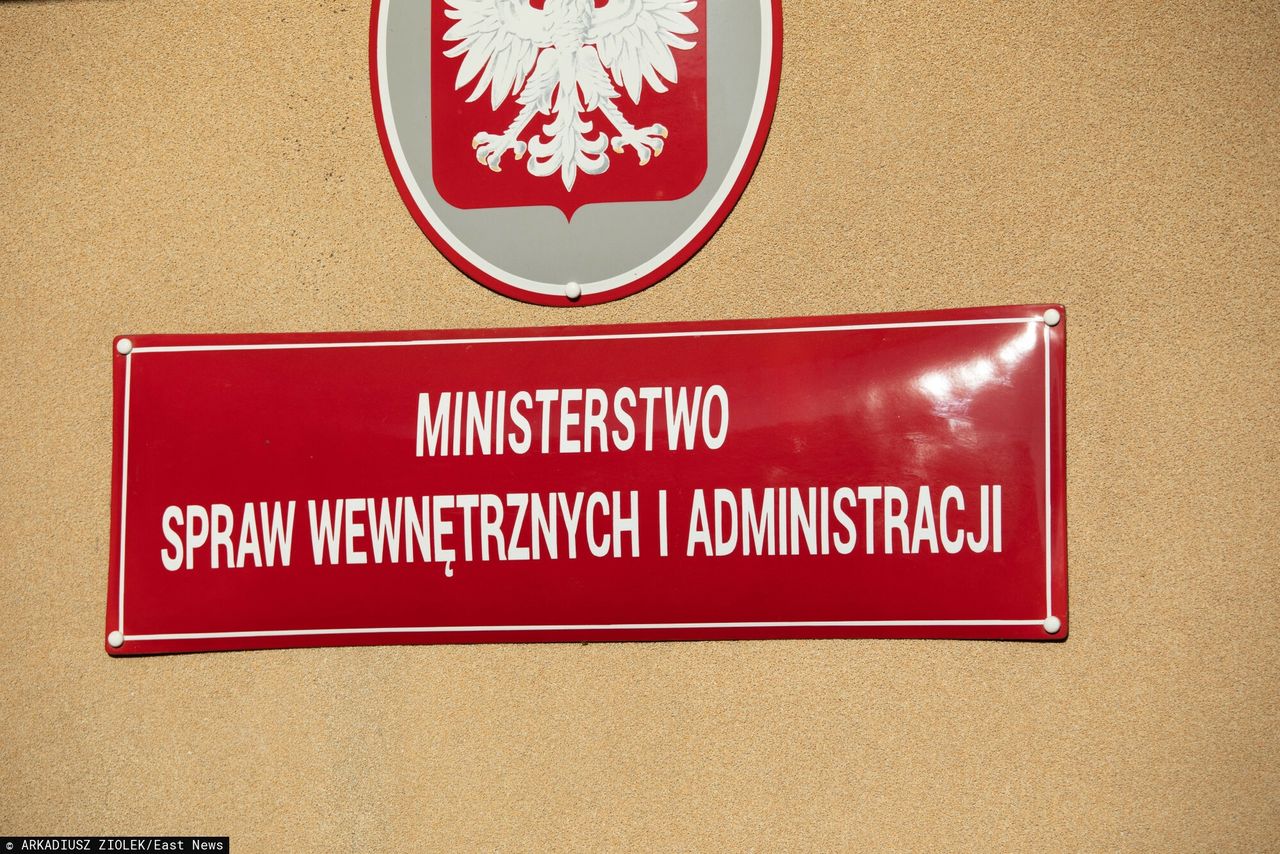 MINISTERSTWO
SPRAW WEWNĘTRZNYCH I ADMINISTRACJI
© ARKADIUSZ ZIOLEK/East News